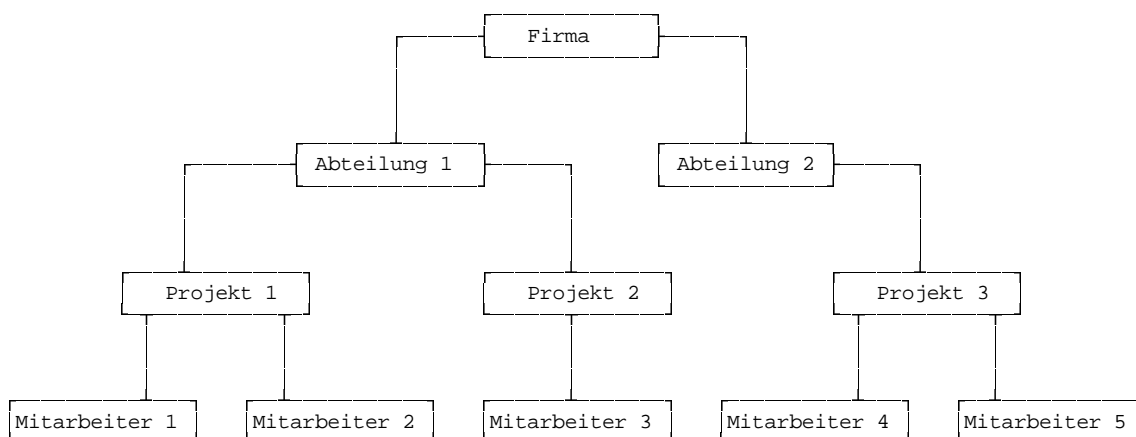 Firma
Abteilung 1 Abteilung 2
Projekt 1 Projekt 2 Projekt 3
Mitarbeiter 1 Mitarbeiter 2 Mitarbeiter 3 Mitarbeiter 4 Mitarbeiter 5